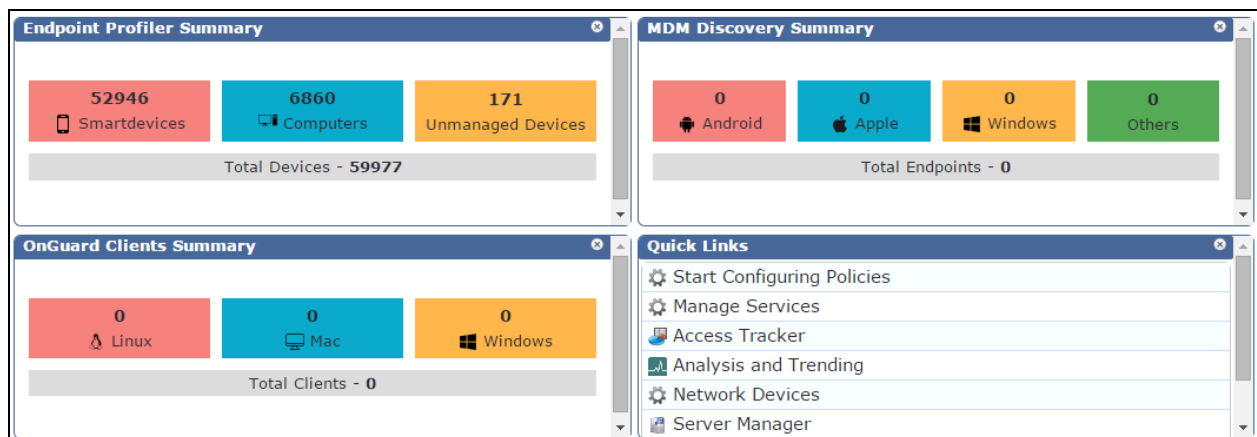 Endpoint Profiler Summary
52946
Smartdevices
6860
Computers
171
Unmanaged Devices
Total Devices - 59977
MDM Discovery Summary
0
Android
0
Apple
0
Windows
0
Others
Total Endpoints - 0
OnGuard Clients Summary
0
Linux
0
Mac
0
Windows
Total Clients - 0
Quick Links
Start Configuring Policies
Manage Services
Access Tracker
Analysis and Trending
Network Devices
Server Manager